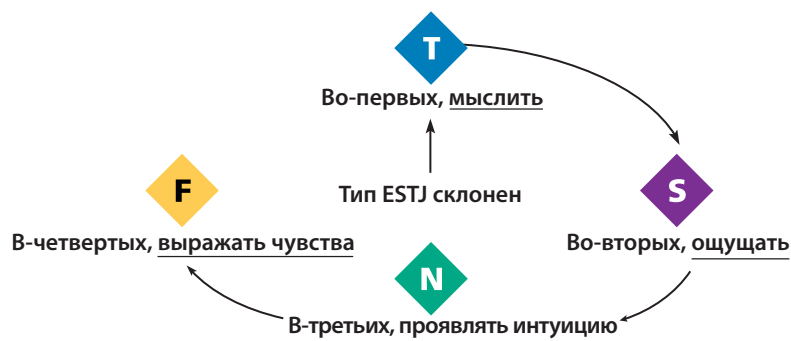 T
Во-первых, мыслить
Тип ESTJ склонен
S
Во-вторых, ощущать
N
В-третьих, проявлять интуицию
F
В-четвертых, выражать чувства